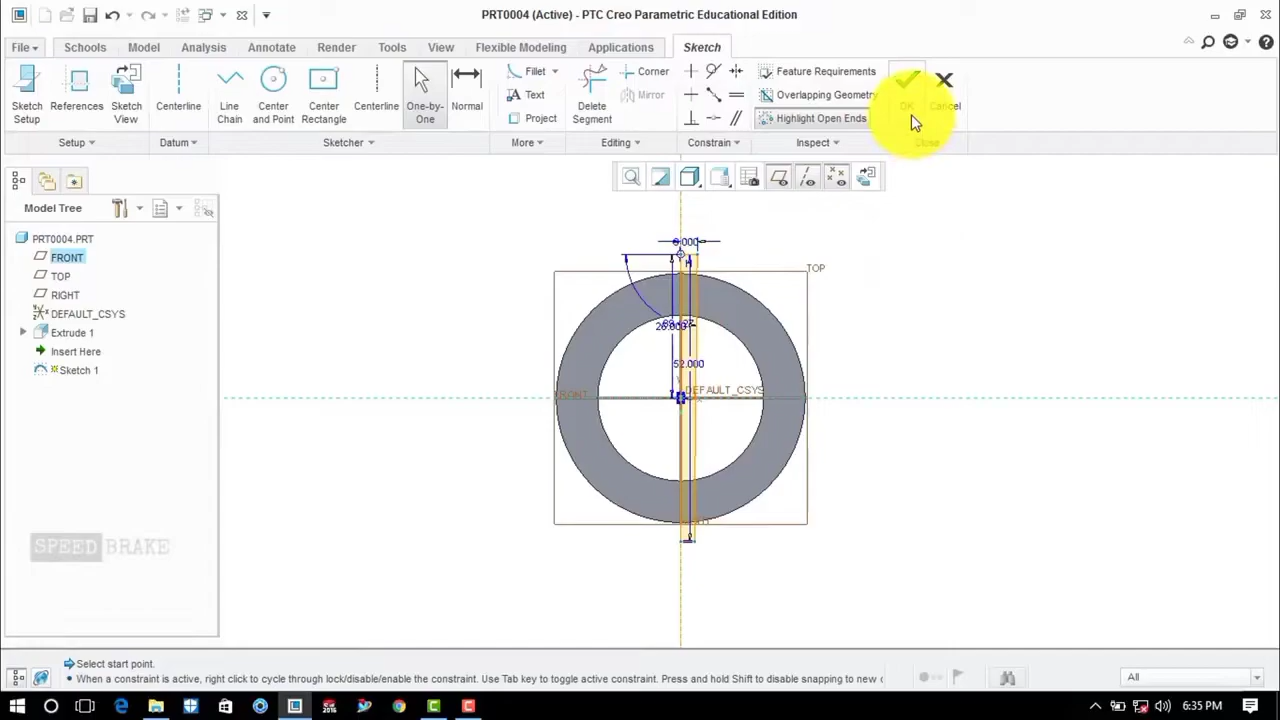 PRT0004 (Active) - PTC Creo Parametric Educational Edition
File Schools Model Analysis Annotate Render Tools View Flexible Modeling Applications Sketch
Sketch Setup
References
Sketch View
Centerline
Line Chain
Center and Point
Center Rectangle
Centerline
One-by-One
Normal
Fillet
Text
Project
Delete Segment
Corner
Mirror
Feature Requirements
Overlapping Geometry
Highlight Open Ends
OK
Cancel
Setup Datum Sketcher More Editing Constrain Inspect Close
Model Tree
PRT0004.PRT
FRONT
TOP
RIGHT
DEFAULT_CSYS
Extrude 1
Insert Here
Sketch 1
TOP
52.000
DEFAULT_CSYS
FRONT
SPEED BRAKE
Select start point.
When a constraint is active, right click to cycle through lock/disable/enable the constraint. Use Tab key to toggle active constraint. Press and hold Shift to disable snapping to new c
All
6:35 PM